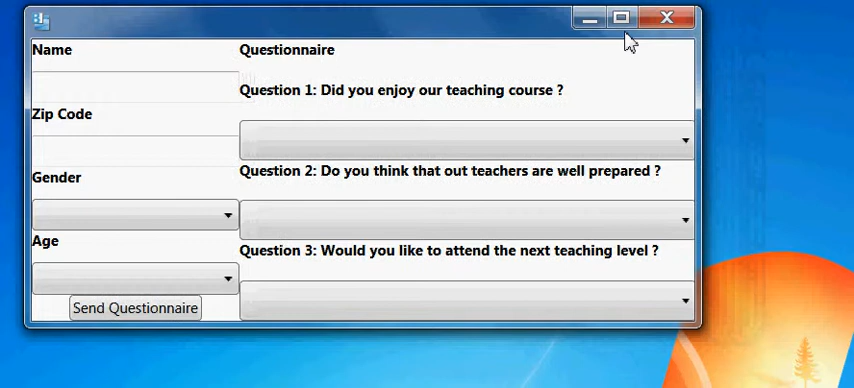 Name
Zip Code
Gender
Age
Send Questionnaire
Questionnaire
Question 1: Did you enjoy our teaching course ?
Question 2: Do you think that out teachers are well prepared ?
Question 3: Would you like to attend the next teaching level ?